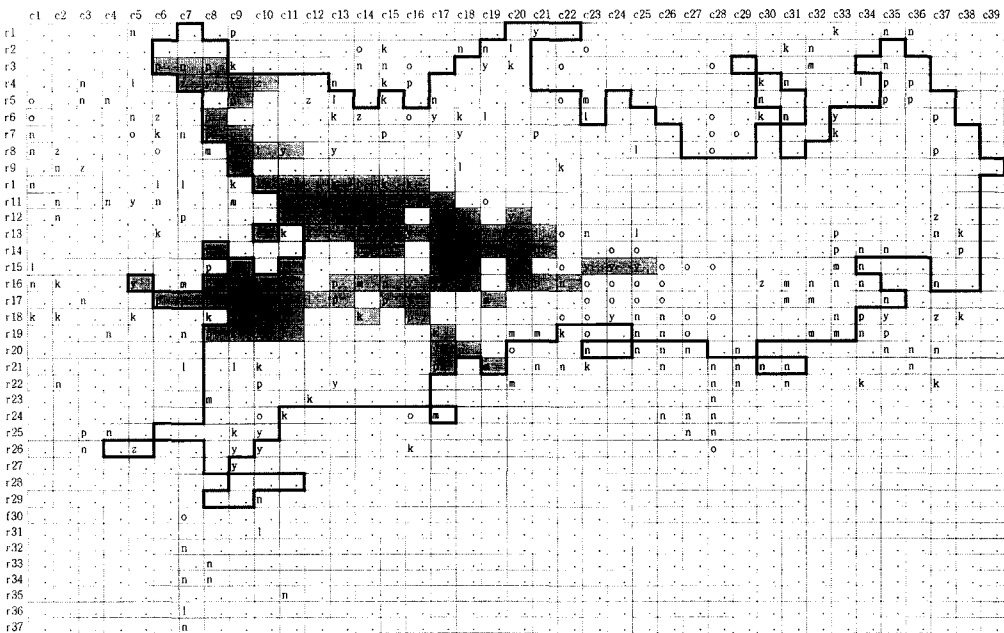 c1 c2 c3 c4 c5 c6 c7 c8 c9 c10 c11 c12 c13 c14 c15 c16 c17 c18 c19 c20 c21 c22 c23 c24 c25 c26 c27 c28 c29 c30 c31 c32 c33 c34 c35 c36 c37 c38 c39
r1 n p y k n n
r2 o k n n l o k n
r3 n p k n n o y k o o m n
r4 n l n k p o k n l p p
r5 o n n z l k n o m n p p
r6 o n z k z o y k l l o k n y p
r7 n o k n p y p o o k
r8 n z o m y y l o p
r9 n z l k
r1 n l l k
r11 n n y n m o
r12 n p z
r13 k k o n l p n k
r14 o o p n n p
r15 l p o y y y o o o m n
r16 n k y m p m n o o o o o z m n n n n
r17 n p m o o o o m m
r18 k k k k k o o y n n o n p y z k
r19 n n m m k o n n o m m n p
r20 o n n n n n n n n
r21 l l k n n k n n n n n n n
r22 n p y m n n n k k
r23 m k n
r24 o k o m n n n
r25 p n k y n n
r26 n z y y k o
r27 y
r28
r29 n
f30 o
r31 l
r32 n
r33 n
r34 n n
r35 n
r36 l
r37 n